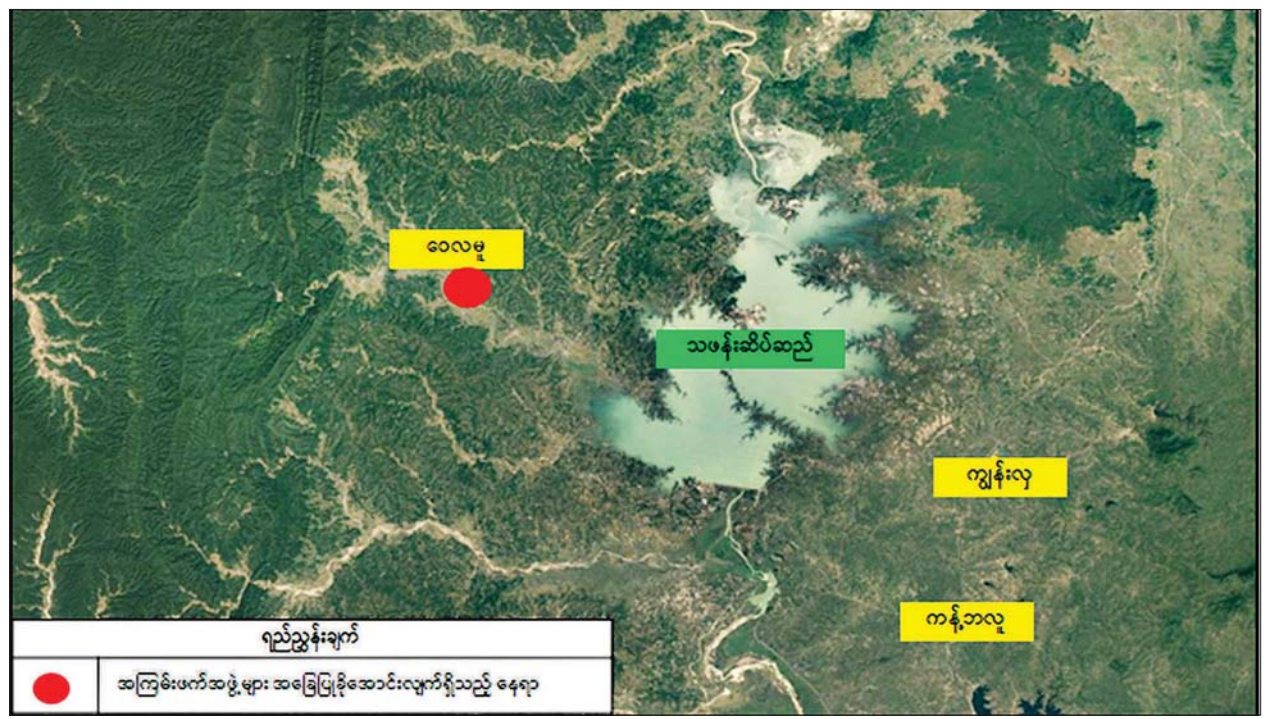 ဝေလမူ
သဖန်းဆိပ်ဆည်
ကျွန်းလှ
ကန့်ဘလူ
ရည်ညွှန်းချက်
အကြမ်းဖက်အဖွဲ့များ အခြေပြုခိုအောင်းလျက်ရှိသည့် နေရာ